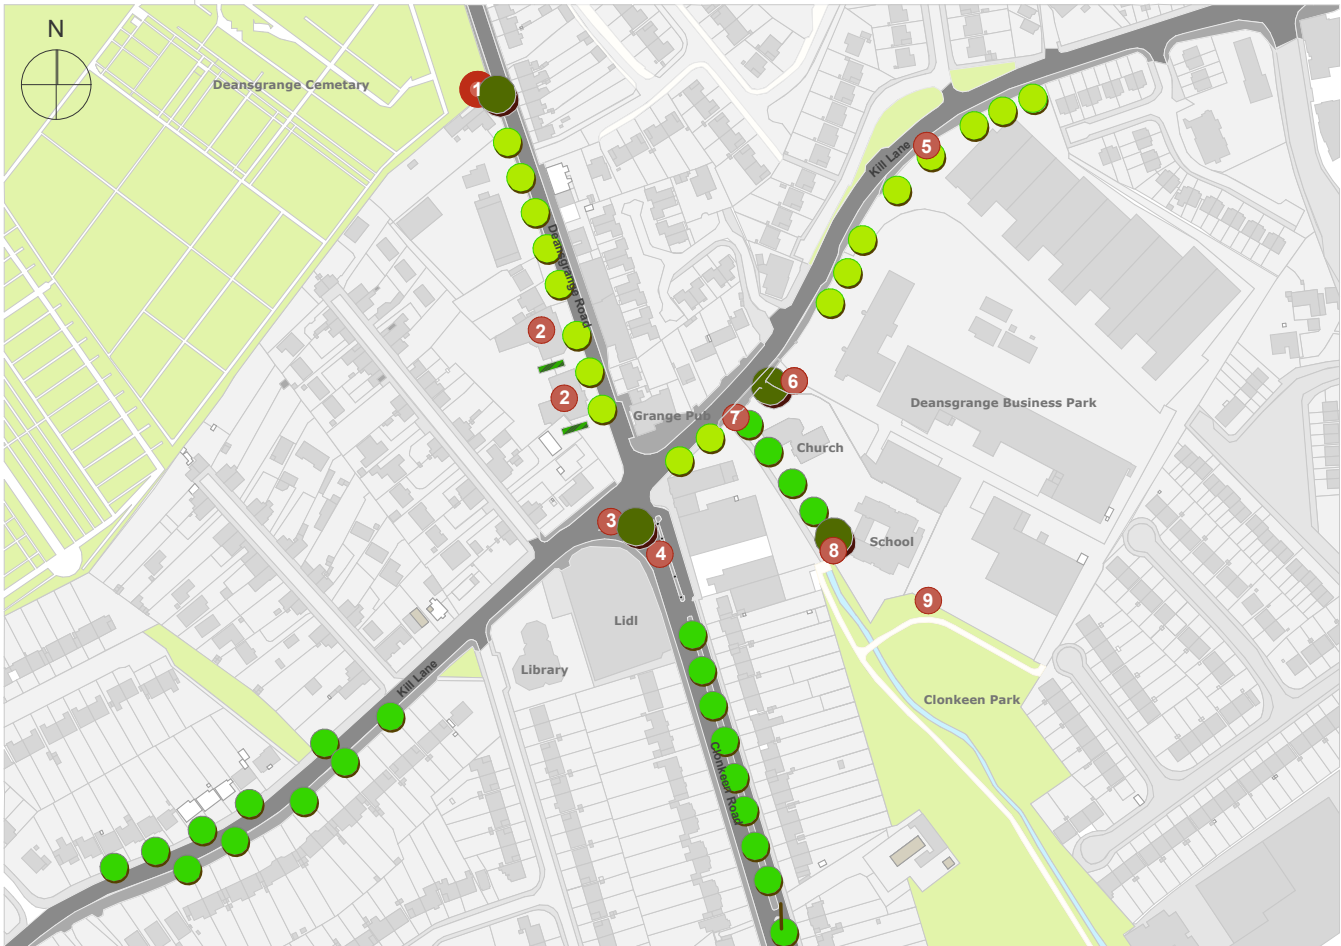 N
Deansgrange Cemetary
1
5
Kill Lane
Deansgrange Road
2
6
2
Deansgrange Business Park
Grange Pub
7
Church
3
School
4
8
9
Lidl
Library
Kill Lane
Clonkeen Park
Clonkeen Road